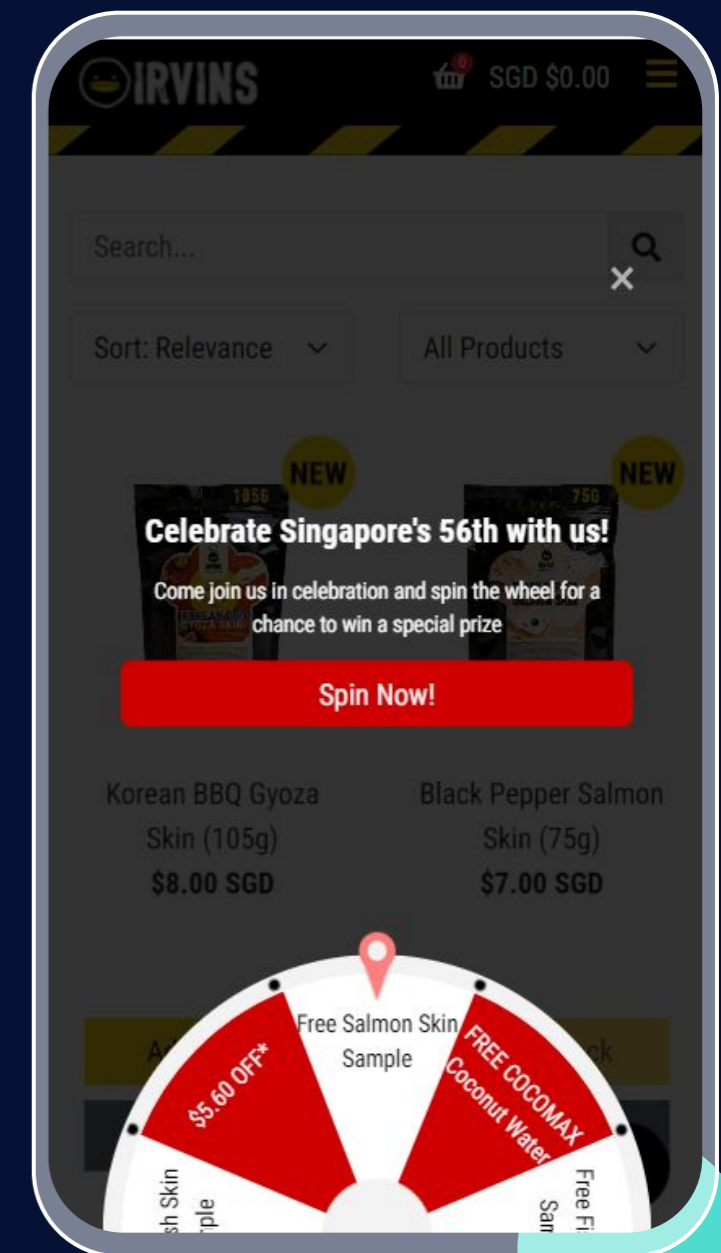 IRVINS
0
SGD $0.00
Search...
Sort: Relevance
All Products
NEW
NEW
105G
75G
Celebrate Singapore's 56th with us!
Come join us in celebration and spin the wheel for a
chance to win a special prize
Spin Now!
Korean BBQ Gyoza
Skin (105g)
$8.00 SGD
Black Pepper Salmon
Skin (75g)
$7.00 SGD
$5.60 OFF*
Free Salmon Skin
Sample
FREE COCOMAX
Coconut Water
Skin
Free